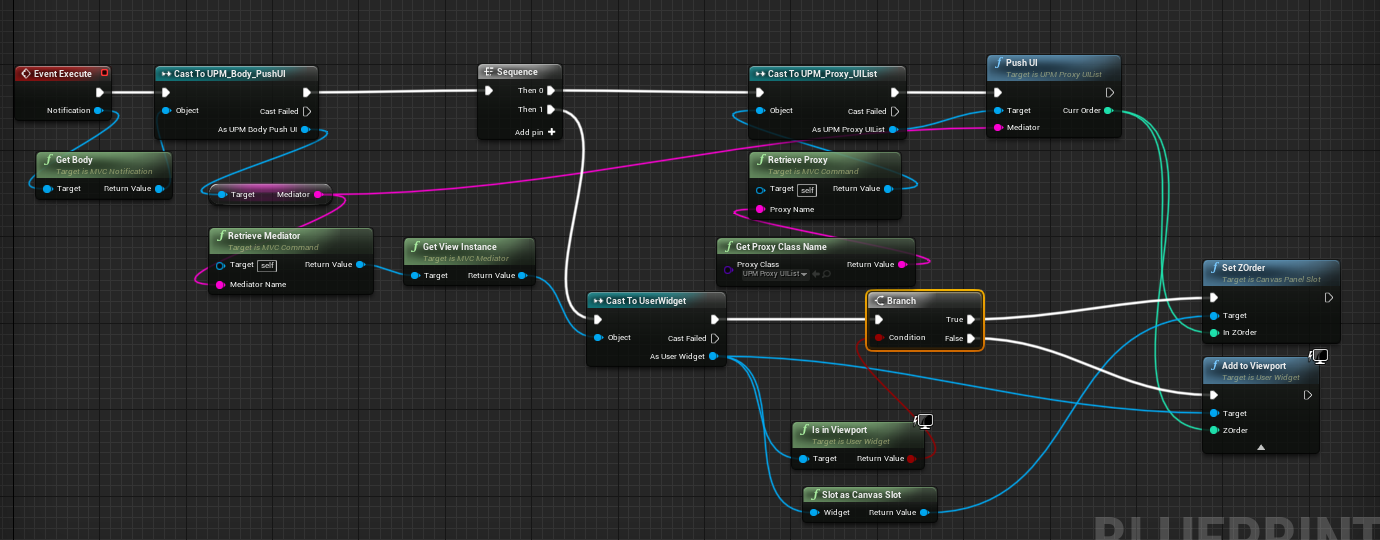 Event Execute
Notification
Cast To UPM_Body_PushUI
Object
Cast Failed
As UPM Body Push UI
Get Body
Target is MVC Notification
Target
Return Value
Target
Mediator
Retrieve Mediator
Target is MVC Command
Target
self
Return Value
Mediator Name
Get View Instance
Target is MVC Mediator
Target
Return Value
Sequence
Then 0
Then 1
Add pin
Cast To UserWidget
Object
Cast Failed
As User Widget
Cast To UPM_Proxy_UIList
Object
Cast Failed
As UPM Proxy UIList
Retrieve Proxy
Target is MVC Command
Target
self
Return Value
Proxy Name
Get Proxy Class Name
Proxy Class
UPM Proxy UIList
Return Value
Push UI
Target is UPM Proxy UIList
Target
Curr Order
Mediator
Branch
True
Condition
False
Is in Viewport
Target is User Widget
Target
Return Value
Slot as Canvas Slot
Widget
Return Value
Set ZOrder
Target is Canvas Panel Slot
Target
In ZOrder
Add to Viewport
Target is User Widget
Target
ZOrder
BLUEPRINT